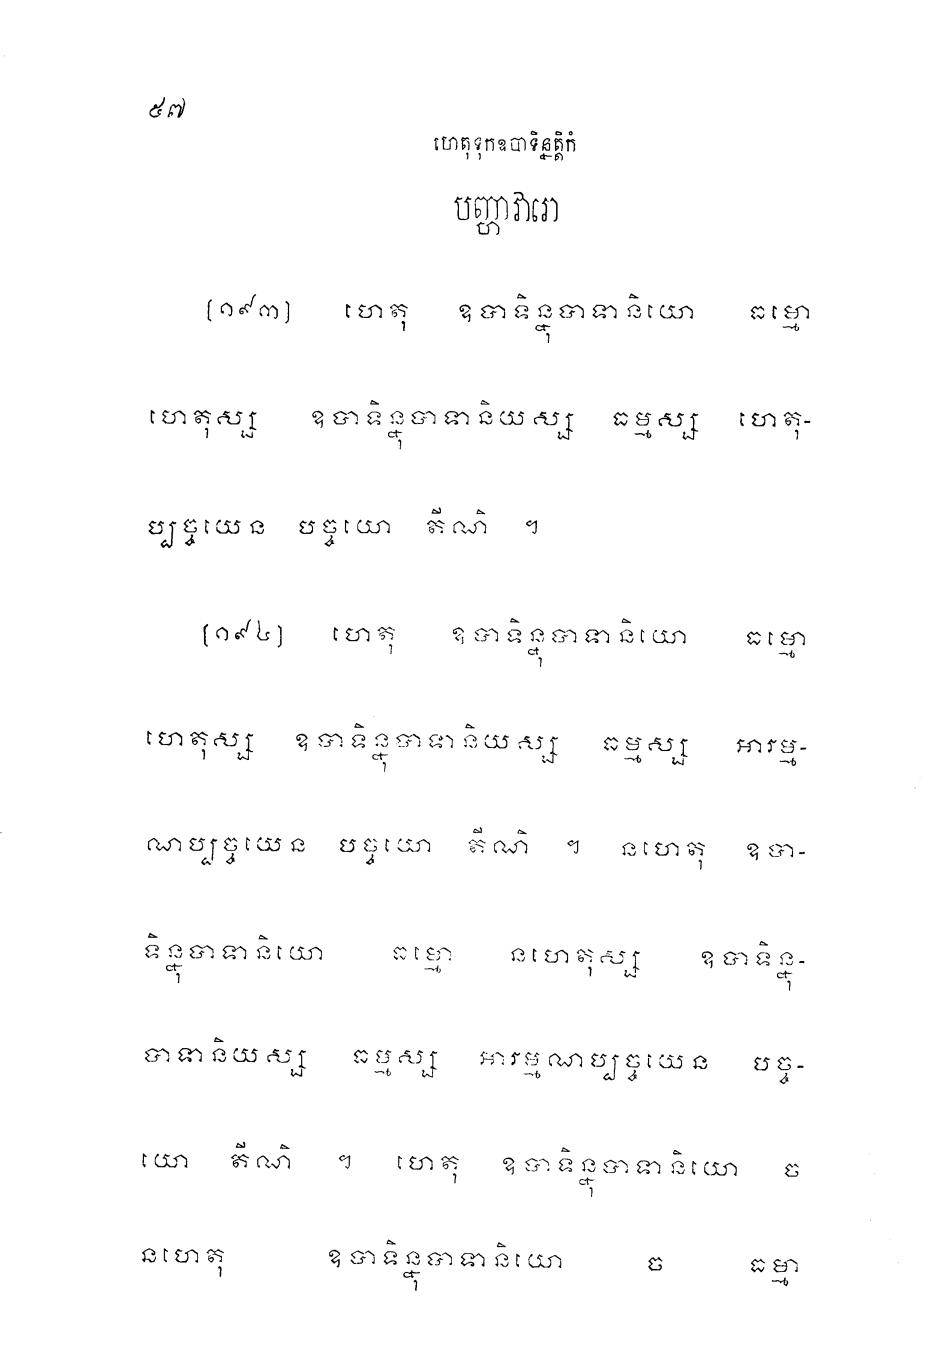 ៥៧
ហេតុទុកឧបាទិន្នត្តិកំ
បញ្ហាវារោ
[១៩៣] ហេតុ ឧបាទិន្នុបាទានិយោ ធម្មោ
ហេតុស្ស ឧបាទិន្នុបាទានិយស្ស ធម្មស្ស ហេតុ-
ប្បច្ចយេន បច្ចយោ តីណិ ។
[១៩៤] ហេតុ ឧបាទិន្នុបាទានិយោ ធម្មោ
ហេតុស្ស ឧបាទិន្នុបាទានិយស្ស ធម្មស្ស អារម្ម-
ណប្បច្ចយេន បច្ចយោ តីណិ ។ នហេតុ ឧបា-
ទិន្នុបាទានិយោ ធម្មោ នហេតុស្ស ឧបាទិន្នុ-
បាទានិយស្ស ធម្មស្ស អារម្មណប្បច្ចយេន បច្ច-
យោ តីណិ ។ ហេតុ ឧបាទិន្នុបាទានិយោ ច
នហេតុ ឧបាទិន្នុបាទានិយោ ច ធម្មា